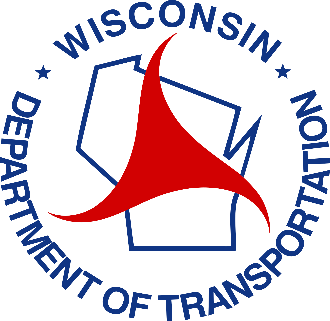 WISCONSIN
DEPARTMENT OF TRANSPORTATION